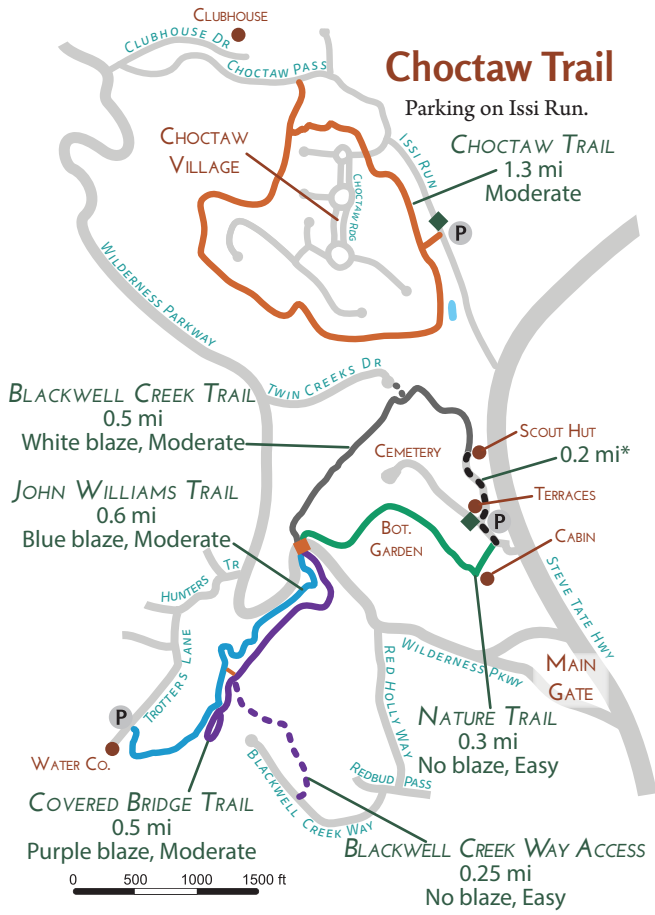 Clubhouse
Clubhouse Dr
Choctaw Pass
Choctaw Trail
Parking on Issi Run.
Issi Run
Choctaw Trail
1.3 mi
Moderate
Choctaw
Village
Choctaw Rdg
P
Wilderness Parkway
Twin Creeks Dr
Blackwell Creek Trail
0.5 mi
White blaze, Moderate
Cemetery
Scout Hut
0.2 mi*
Terraces
P
John Williams Trail
0.6 mi
Blue blaze, Moderate
Bot.
Garden
Cabin
Steve Tate Hwy
Hunters Tr
Trotters Lane
Red Holly Way
Wilderness Pkwy
Main
Gate
P
Water Co.
Nature Trail
0.3 mi
No blaze, Easy
Redbud Pass
Blackwell Creek Way
Covered Bridge Trail
0.5 mi
Purple blaze, Moderate
Blackwell Creek Way Access
0.25 mi
No blaze, Easy
0 500 1000 1500 ft